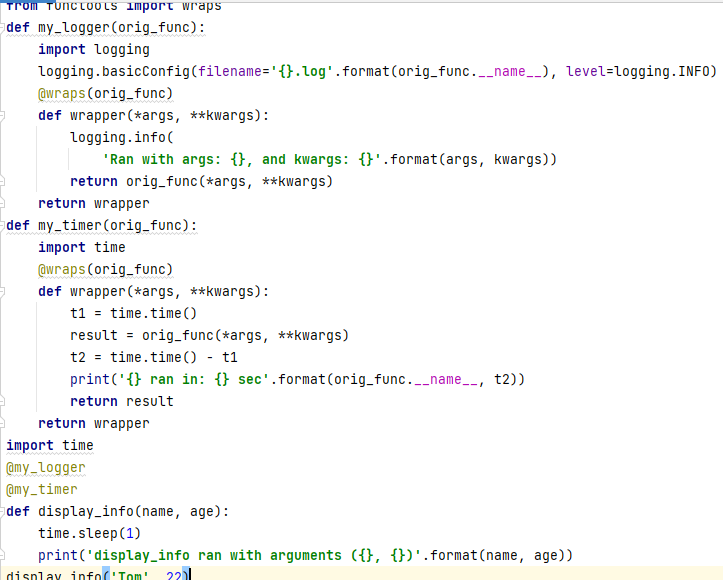 from functools import wraps
def my_logger(orig_func):
    import logging
    logging.basicConfig(filename='{}.log'.format(orig_func.__name__), level=logging.INFO)
    @wraps(orig_func)
    def wrapper(*args, **kwargs):
        logging.info(
            'Ran with args: {}, and kwargs: {}'.format(args, kwargs))
        return orig_func(*args, **kwargs)
    return wrapper
def my_timer(orig_func):
    import time
    @wraps(orig_func)
    def wrapper(*args, **kwargs):
        t1 = time.time()
        result = orig_func(*args, **kwargs)
        t2 = time.time() - t1
        print('{} ran in: {} sec'.format(orig_func.__name__, t2))
        return result
    return wrapper
import time
@my_logger
@my_timer
def display_info(name, age):
    time.sleep(1)
    print('display_info ran with arguments ({}, {})'.format(name, age))
display_info('Tom', 22)